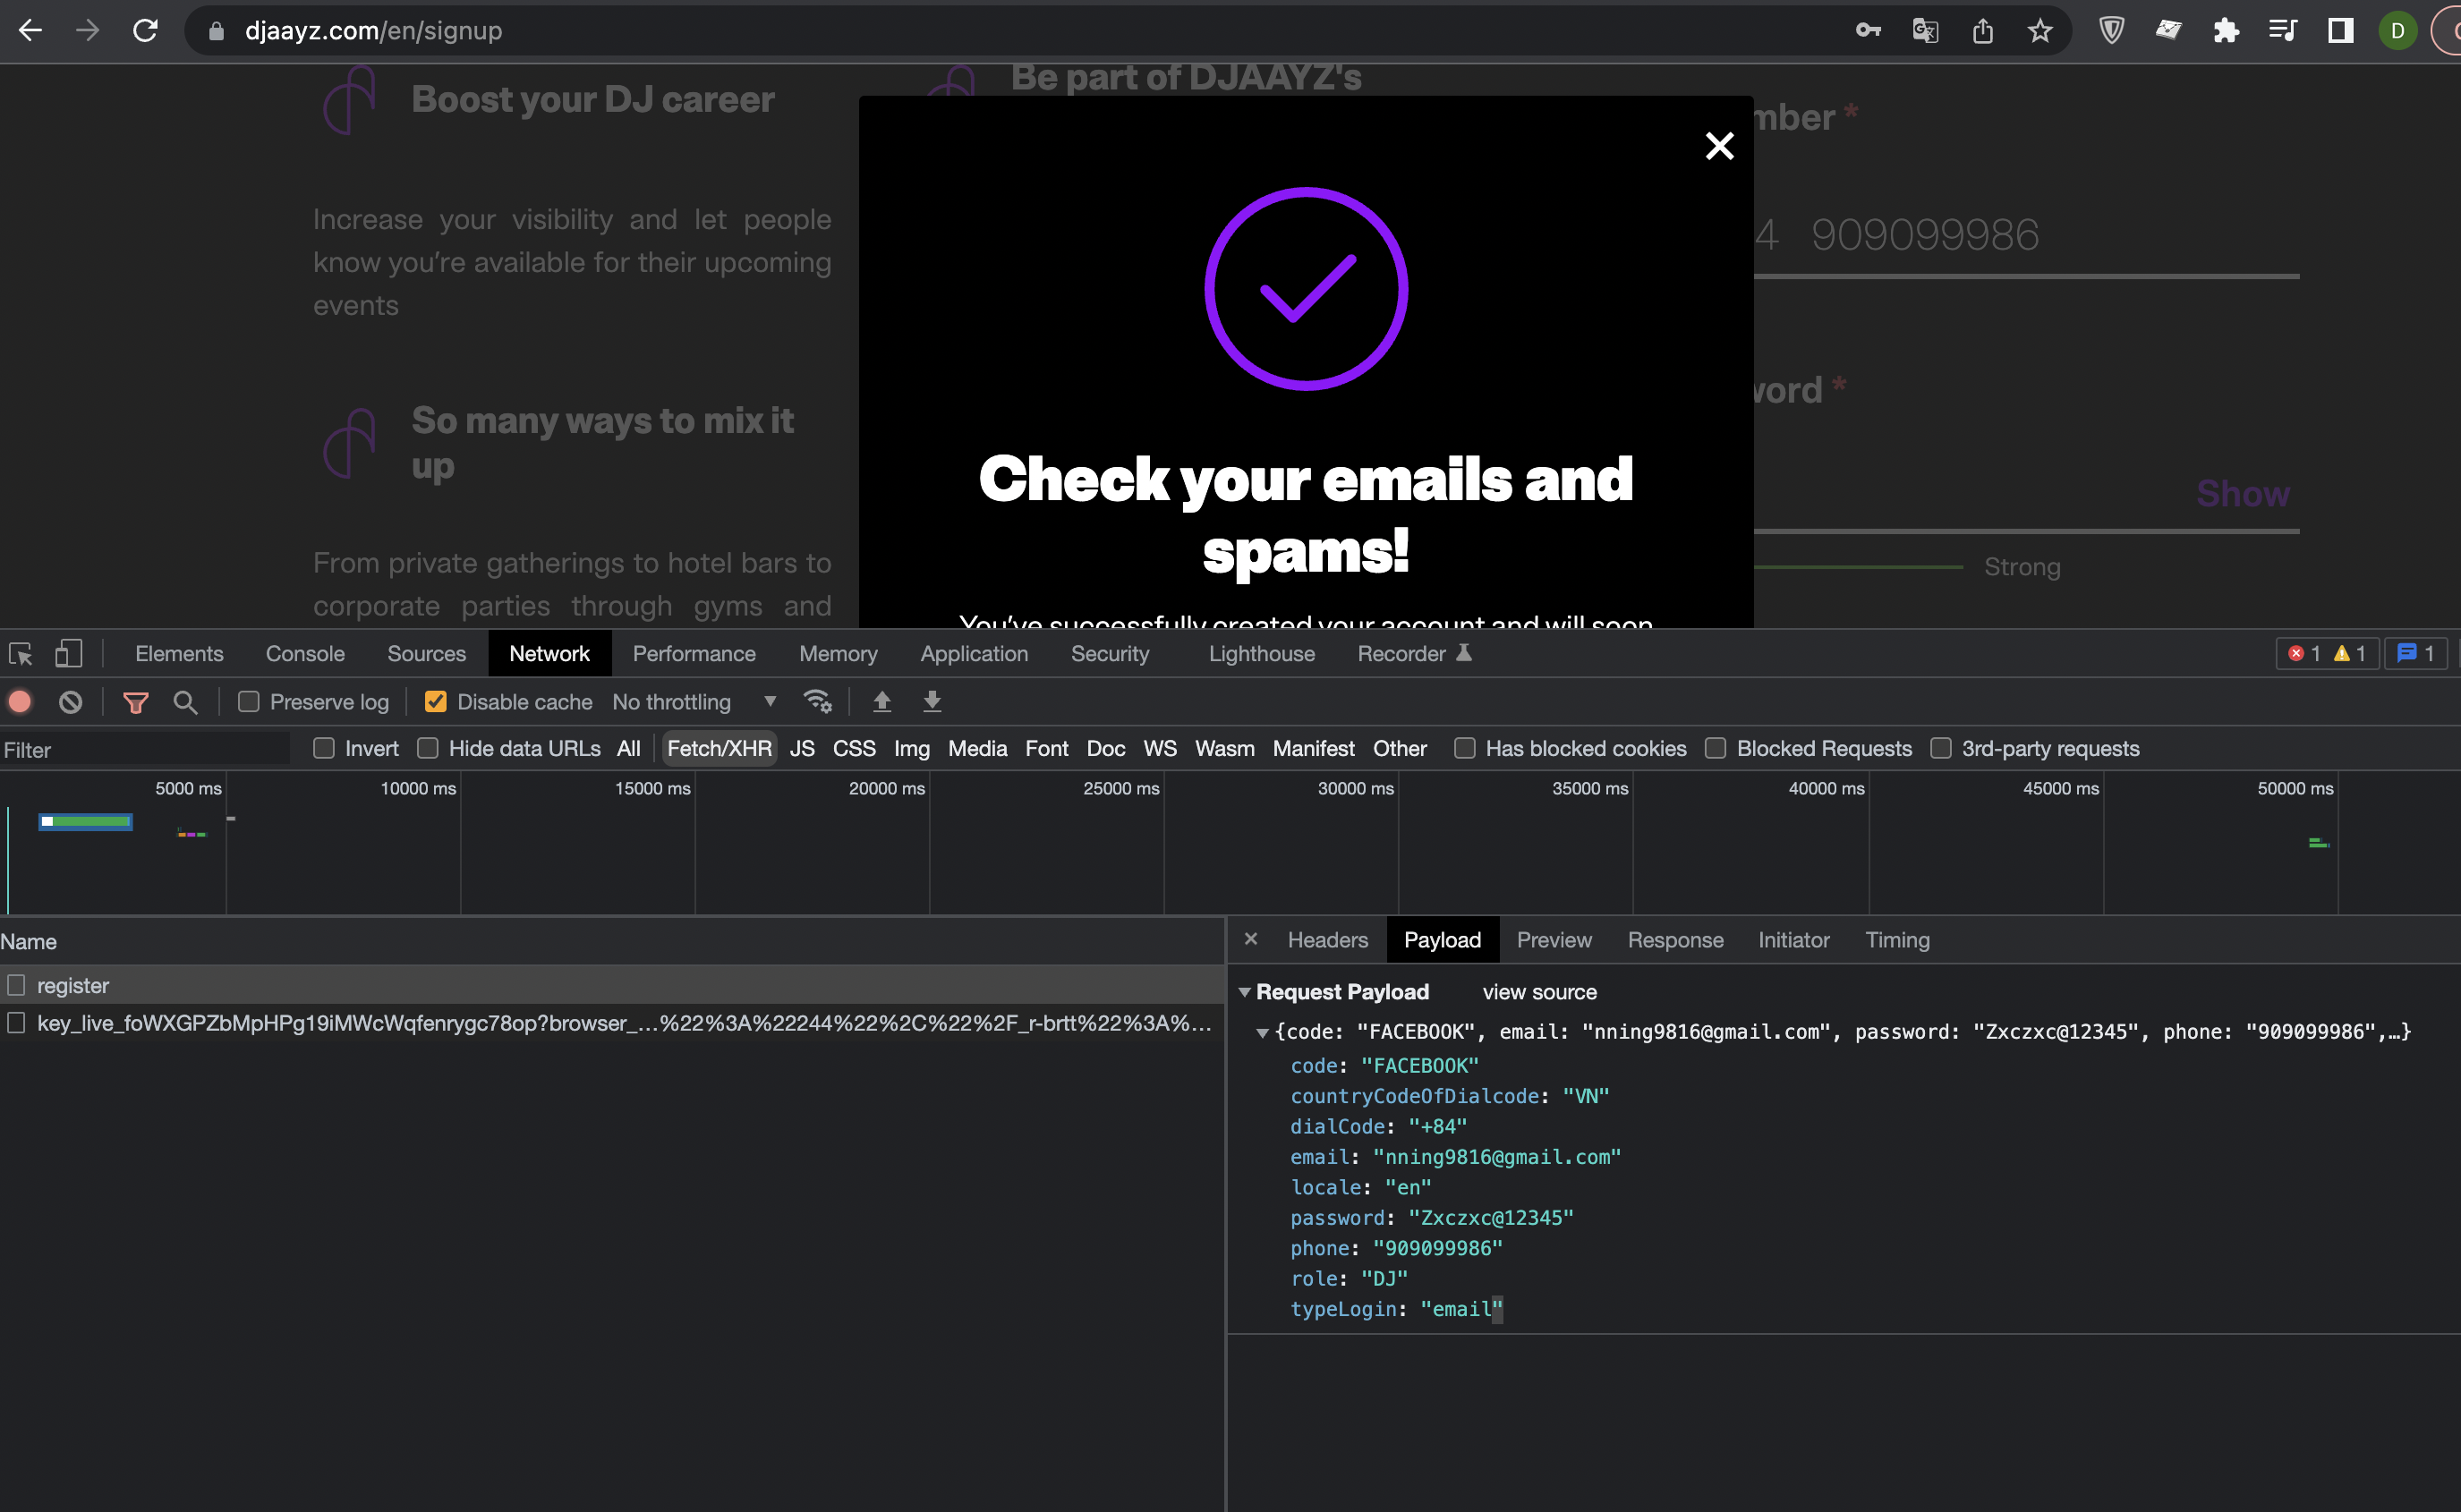 djaayz.com/en/signup
D
Boost your DJ career
Be part of DJAAYZ's
mber *
Increase your visibility and let people
know you're available for their upcoming
events
4 909099986
word *
So many ways to mix it
up
Show
Check your emails and
spams!
Strong
From private gatherings to hotel bars to
corporate parties through gyms and
You've successfully created your account and will soon
Elements Console Sources Network Performance Memory Application Security Lighthouse Recorder 1 1 1
Preserve log Disable cache No throttling
Filter Invert Hide data URLs All Fetch/XHR JS CSS Img Media Font Doc WS Wasm Manifest Other Has blocked cookies Blocked Requests 3rd-party requests
5000 ms 10000 ms 15000 ms 20000 ms 25000 ms 30000 ms 35000 ms 40000 ms 45000 ms 50000 ms
Name
Headers Payload Preview Response Initiator Timing
register
key_live_foWXGPZbMpHPg19iMWcWqfenrygc78op?browser_...%22%3A%22244%22%2C%22%2F_r-brtt%22%3A%...
Request Payload view source
{code: "FACEBOOK", email: "nning9816@gmail.com", password: "Zxczxc@12345", phone: "909099986",…}
code: "FACEBOOK"
countryCodeOfDialcode: "VN"
dialCode: "+84"
email: "nning9816@gmail.com"
locale: "en"
password: "Zxczxc@12345"
phone: "909099986"
role: "DJ"
typeLogin: "email"